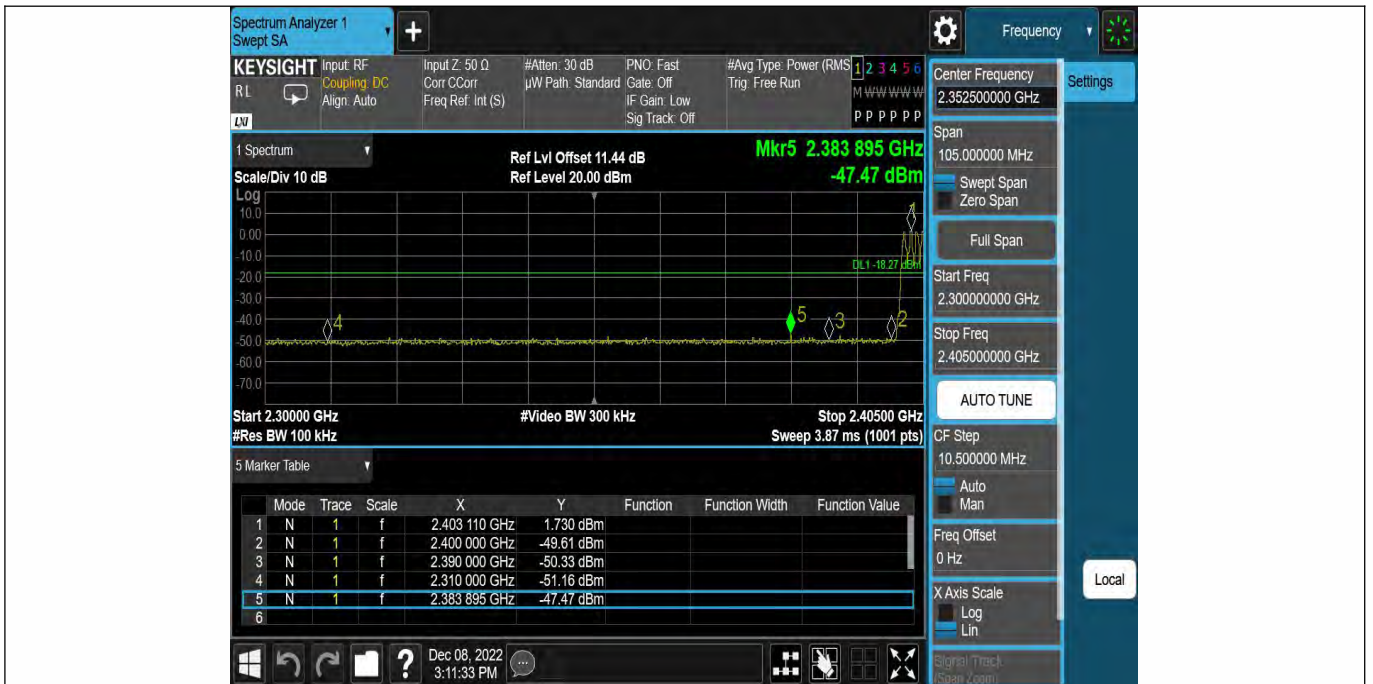 Spectrum Analyzer 1
Swept SA
+
Frequency
KEYSIGHT
RL
LXI
Input: RF
Coupling: DC
Align: Auto
Input Z: 50 Ω
Corr CCorr
Freq Ref: Int (S)
#Atten: 30 dB
µW Path: Standard
PNO: Fast
Gate: Off
IF Gain: Low
Sig Track: Off
#Avg Type: Power (RMS
Trig: Free Run
1 2 3 4 5 6
M W W W W W
P P P P P P
1 Spectrum
Scale/Div 10 dB
Ref Lvl Offset 11.44 dB
Ref Level 20.00 dBm
Mkr5 2.383 895 GHz
-47.47 dBm
Log
10.0
0.00
-10.0
-20.0
-30.0
-40.0
-50.0
-60.0
-70.0
1
DL1 -18.27 dBm
4
5
3
2
Start 2.30000 GHz
#Video BW 300 kHz
Stop 2.40500 GHz
#Res BW 100 kHz
Sweep 3.87 ms (1001 pts)
5 Marker Table
Mode Trace Scale X Y Function Function Width Function Value
1 N 1 f 2.403 110 GHz 1.730 dBm
2 N 1 f 2.400 000 GHz -49.61 dBm
3 N 1 f 2.390 000 GHz -50.33 dBm
4 N 1 f 2.310 000 GHz -51.16 dBm
5 N 1 f 2.383 895 GHz -47.47 dBm
6
? Dec 08, 2022
3:11:33 PM
Center Frequency
2.352500000 GHz
Settings
Span
105.000000 MHz
Swept Span
Zero Span
Full Span
Start Freq
2.300000000 GHz
Stop Freq
2.405000000 GHz
AUTO TUNE
CF Step
10.500000 MHz
Auto
Man
Freq Offset
0 Hz
Local
X Axis Scale
Log
Lin
Signal Track
(Span Zoom)